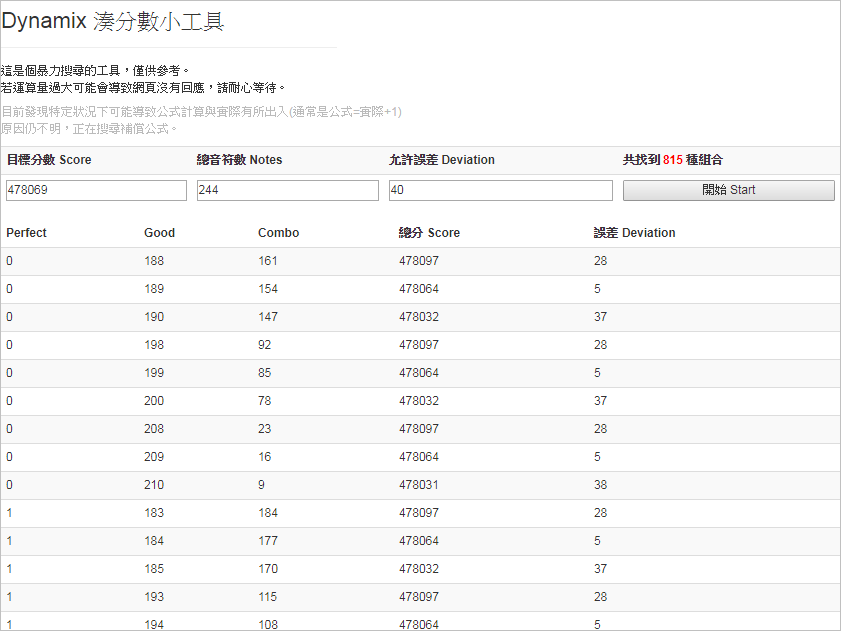 Dynamix 湊分數小工具
這是個暴力搜尋的工具，僅供參考。
若運算量過大可能會導致網頁沒有回應，請耐心等待。
目前發現特定狀況下可能導致公式計算與實際有所出入(通常是公式=實際+1)
原因仍不明，正在搜尋補償公式。
目標分數 Score 總音符數 Notes 允許誤差 Deviation 共找到 815 種組合
478069 244 40 開始 Start
Perfect Good Combo 總分 Score 誤差 Deviation
0 188 161 478097 28
0 189 154 478064 5
0 190 147 478032 37
0 198 92 478097 28
0 199 85 478064 5
0 200 78 478032 37
0 208 23 478097 28
0 209 16 478064 5
0 210 9 478031 38
1 183 184 478097 28
1 184 177 478064 5
1 185 170 478032 37
1 193 115 478097 28
1 194 108 478064 5